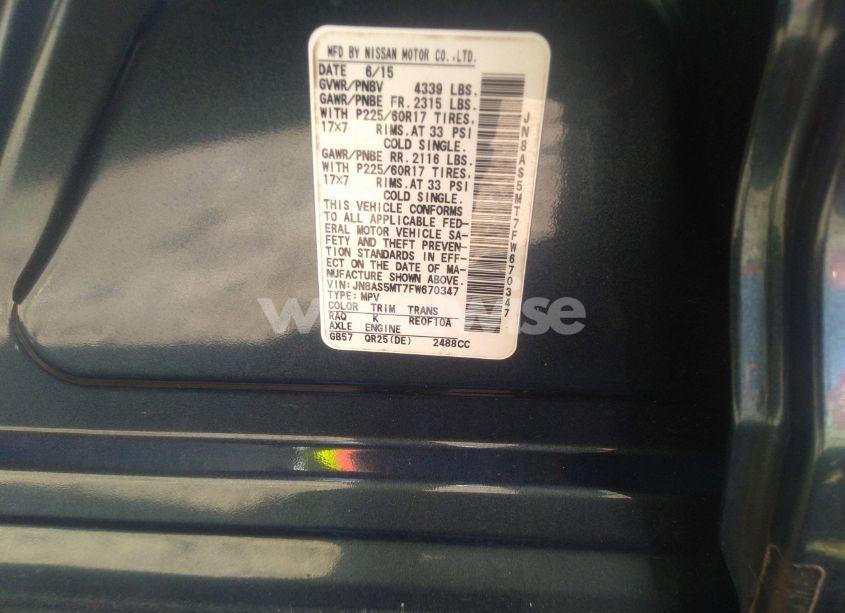 MFD BY NISSAN MOTOR CO.,LTD.
DATE 6/15
GVWR/PNBV 4339 LBS.
GAWR/PNBE FR. 2315 LBS.
WITH P225/60R17 TIRES.
17×7 RIMS.AT 33 PSI
COLD SINGLE.
GAWR/PNBE RR. 2116 LBS.
WITH P225/60R17 TIRES.
17×7 RIMS.AT 33 PSI
COLD SINGLE.
THIS VEHICLE CONFORMS
TO ALL APPLICABLE FED-
ERAL MOTOR VEHICLE SA-
FETY AND THEFT PREVEN-
TION STANDARDS IN EFF-
ECT ON THE DATE OF MA-
NUFACTURE SHOWN ABOVE.
VIN:JN8AS5MT7FW670347
TYPE:MPV
COLOR TRIM TRANS
RAQ K RE0F10A
AXLE ENGINE
GB57 QR25(DE) 2488CC
JN8AS5MT7FW670347